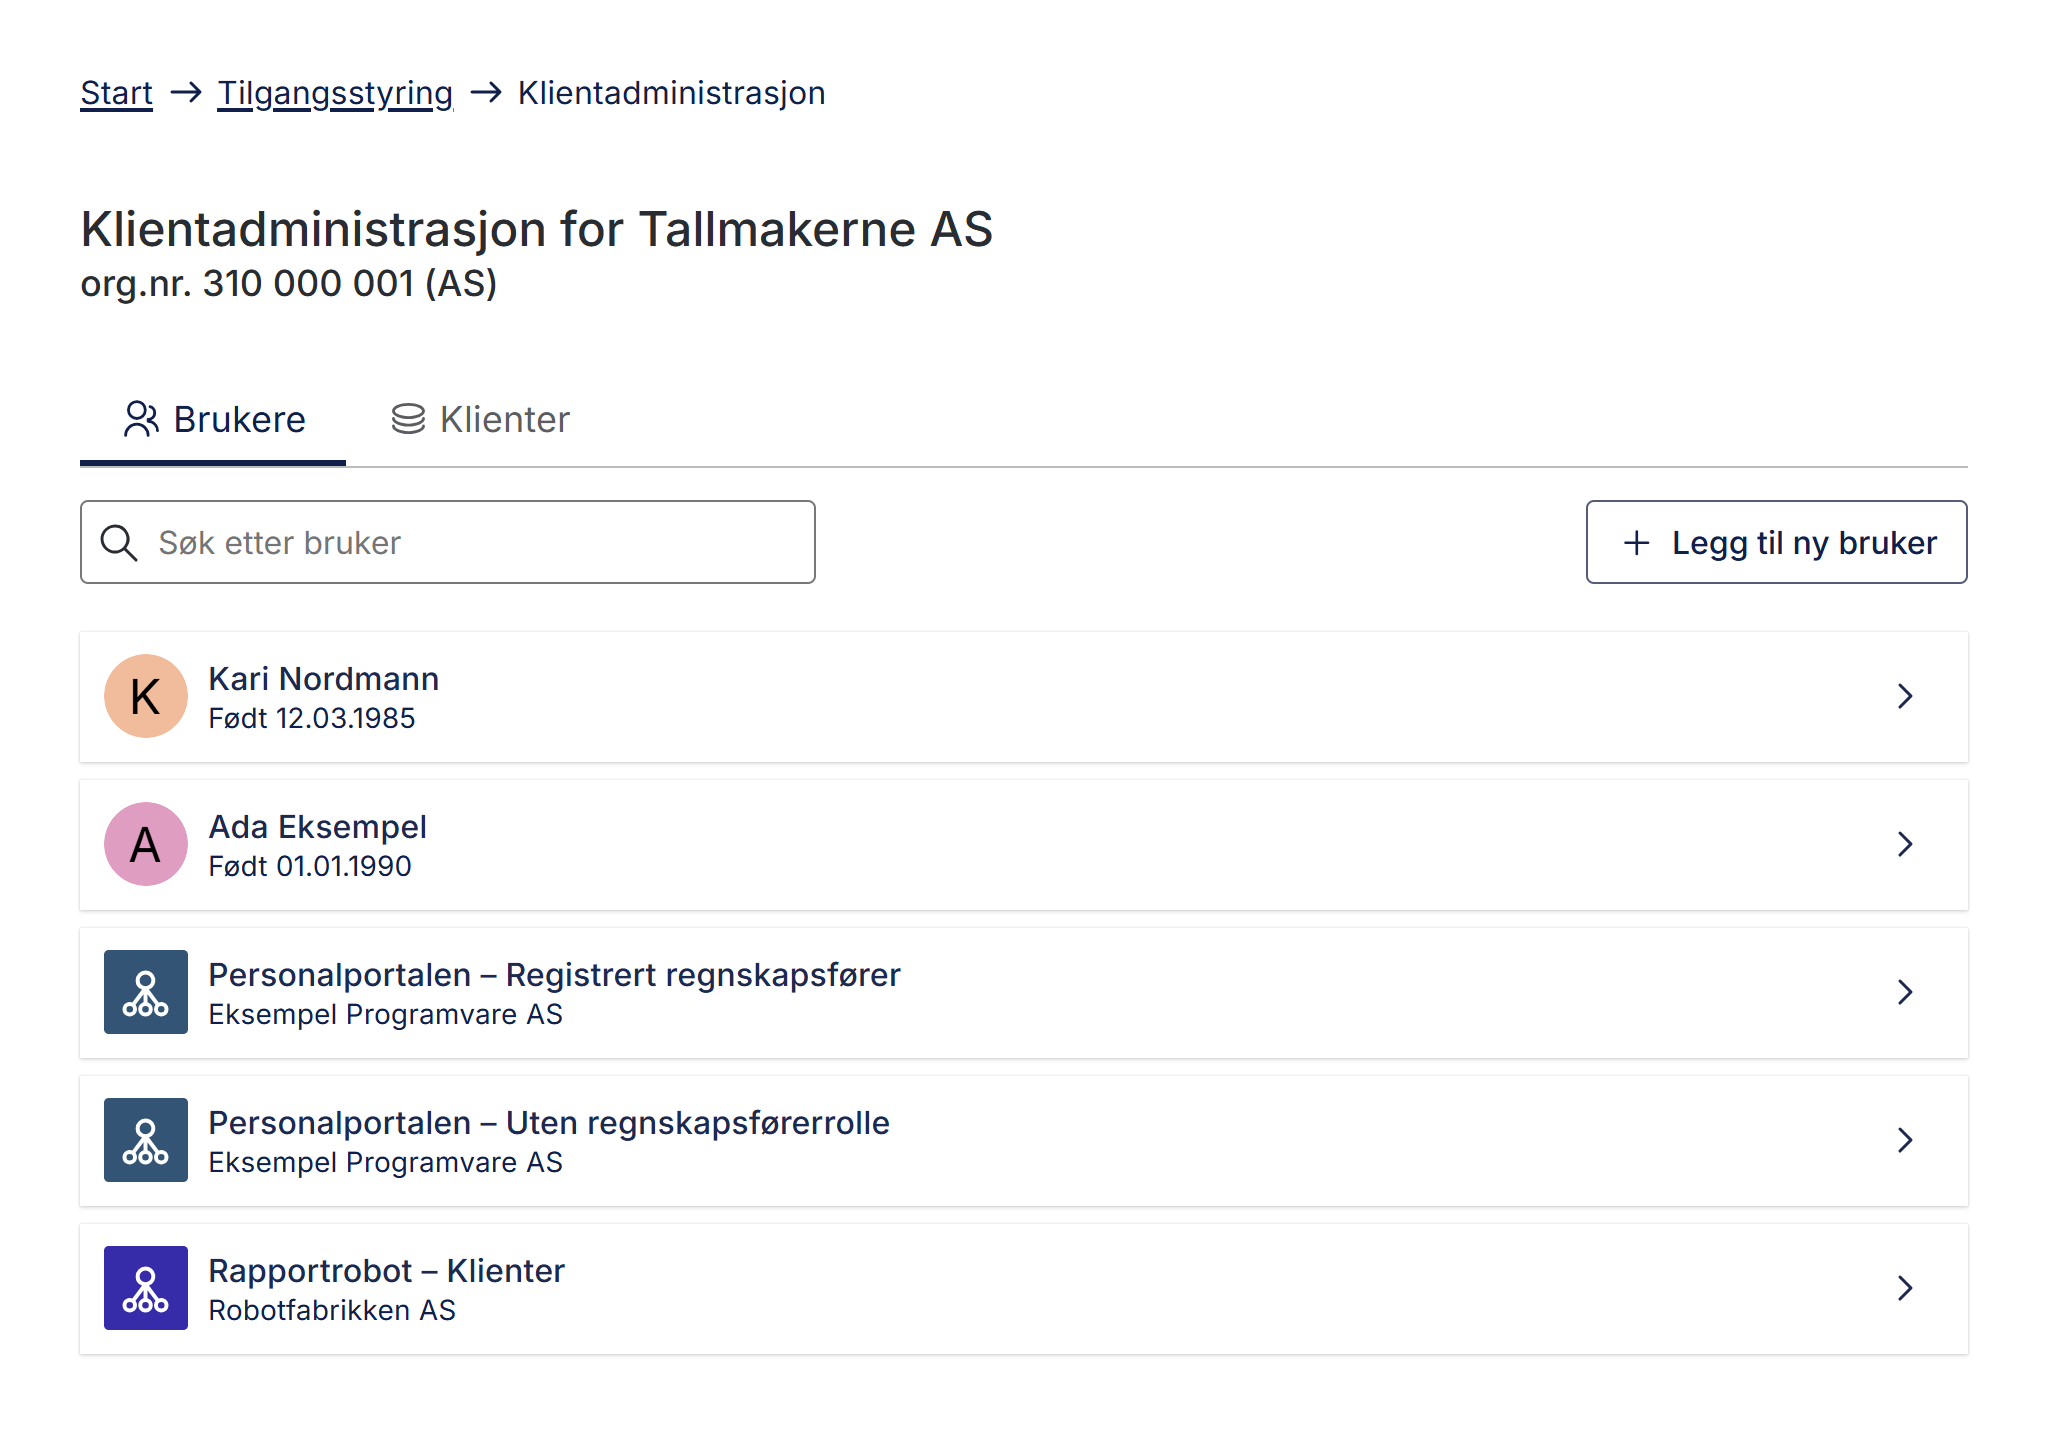 Start → Tilgangsstyring → Klientadministrasjon
Klientadministrasjon for Tallmakerne AS
org.nr. 310 000 001 (AS)
Brukere Klienter
Søk etter bruker
+ Legg til ny bruker
K
Kari Nordmann
Født 12.03.1985
A
Ada Eksempel
Født 01.01.1990
Personalportalen – Registrert regnskapsfører
Eksempel Programvare AS
Personalportalen – Uten regnskapsførerrolle
Eksempel Programvare AS
Rapportrobot – Klienter
Robotfabrikken AS